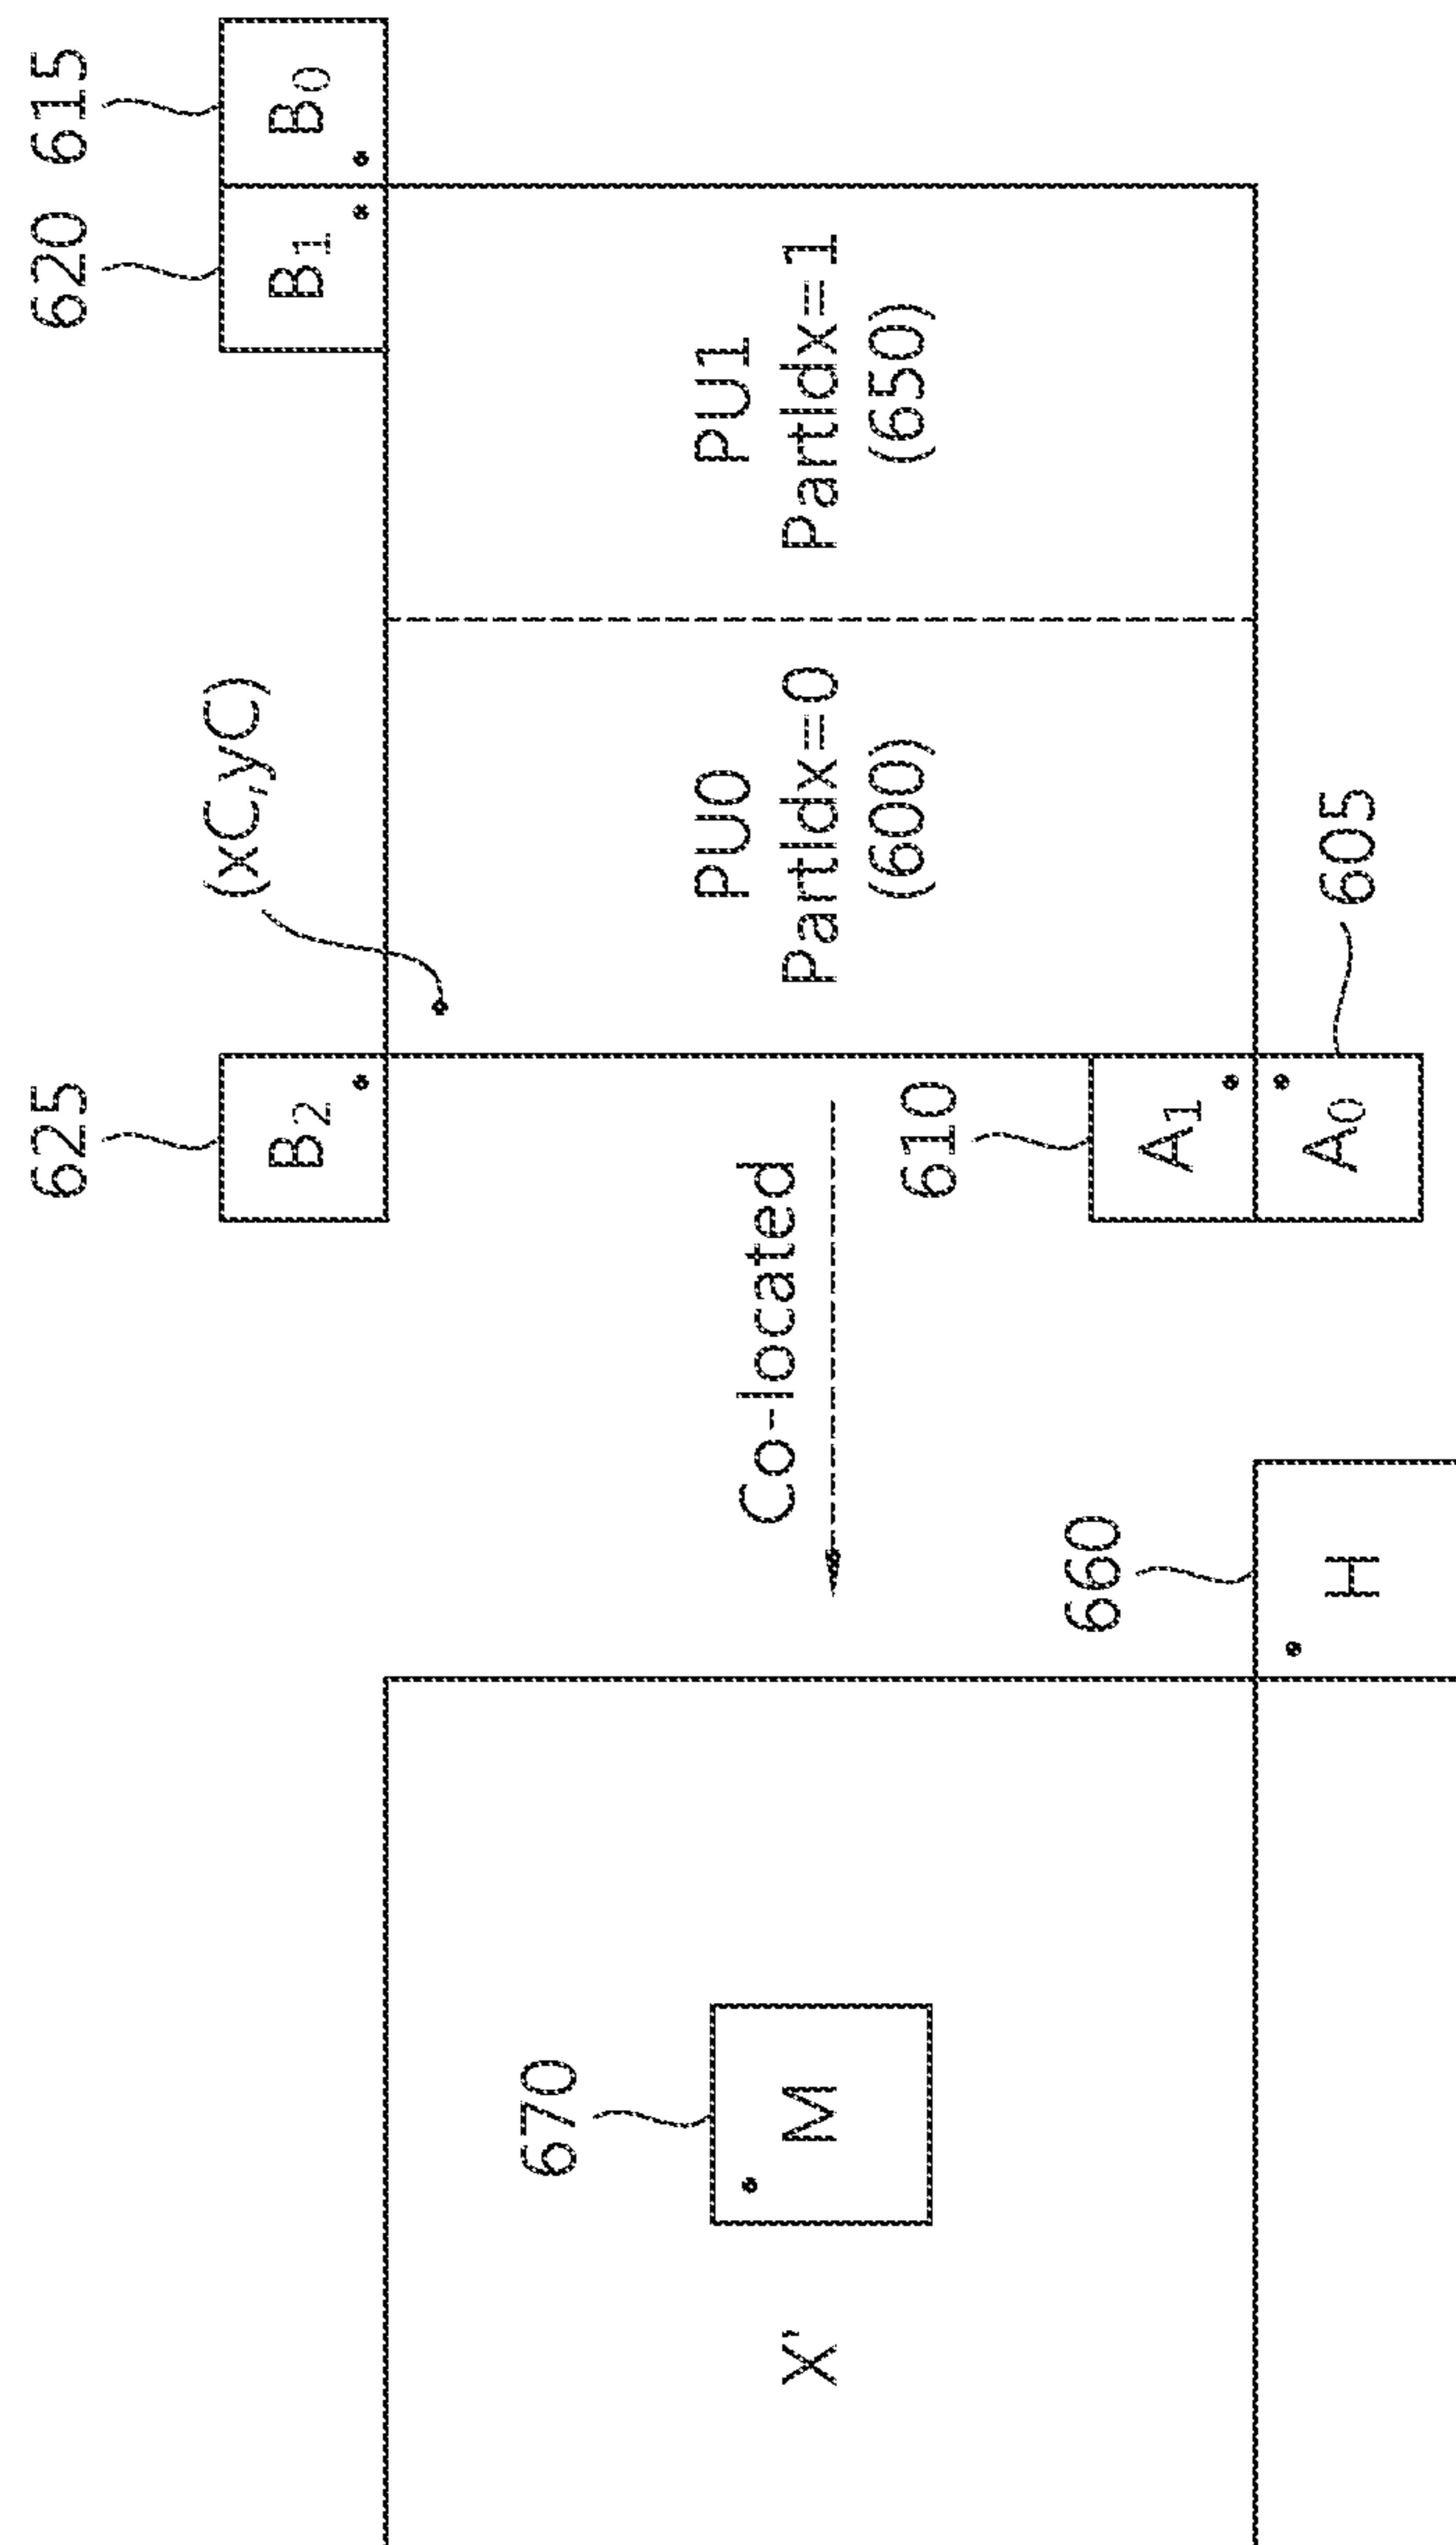 625
620
615
(xC,yC)
B₂
B₁
B₀
670
X'
M
Co-located
PU0
PartIdx=0
(600)
PU1
PartIdx=1
(650)
610
660
A₁
H
A₀
605